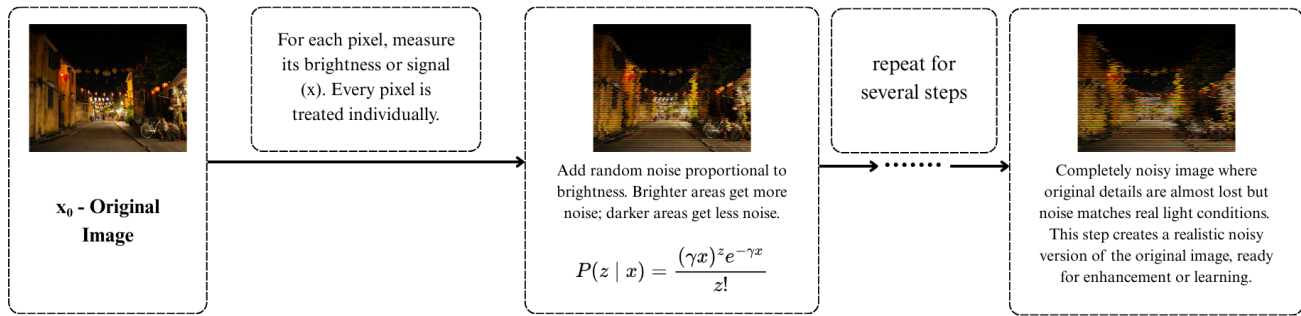 x₀ - Original
Image
For each pixel, measure
its brightness or signal
(x). Every pixel is
treated individually.
Add random noise proportional to
brightness. Brighter areas get more
noise; darker areas get less noise.
P(z | x) = (γx)^z e^{−γx} / z!
repeat for
several steps
.......
Completely noisy image where
original details are almost lost but
noise matches real light conditions.
This step creates a realistic noisy
version of the original image, ready
for enhancement or learning.